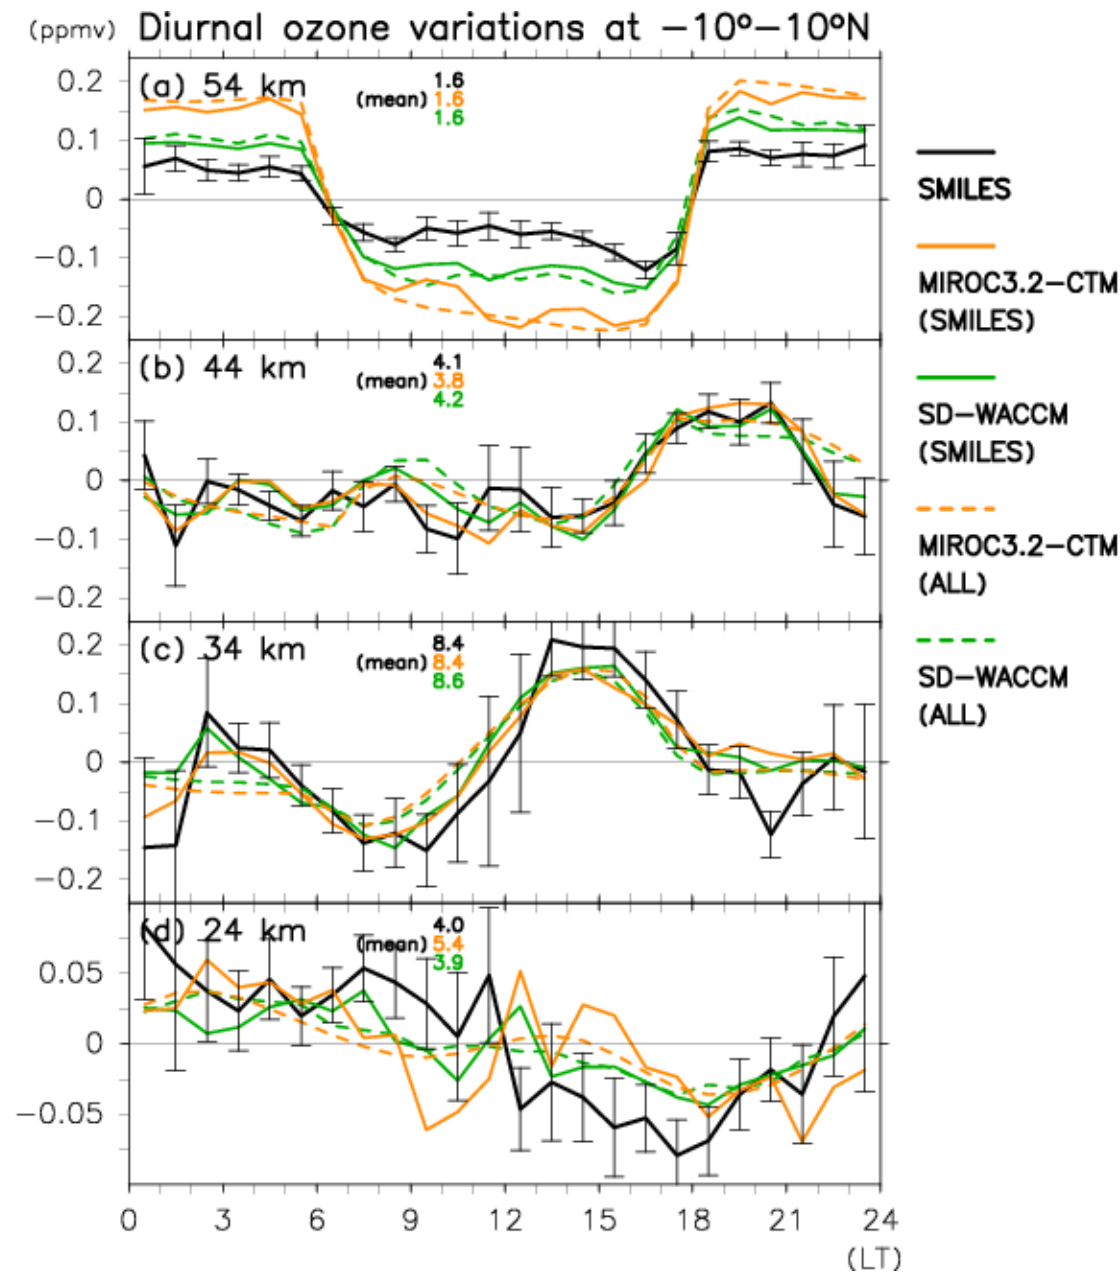 (ppmv) Diurnal ozone variations at −10°−10°N
(a) 54 km
(mean)
1.6
1.6
1.6
0.2
0.1
0
−0.1
−0.2
(b) 44 km
(mean)
4.1
3.8
4.2
0.2
0.1
0
−0.1
−0.2
(c) 34 km
(mean)
8.4
8.4
8.6
0.2
0.1
0
−0.1
−0.2
(d) 24 km
(mean)
4.0
5.4
3.9
0.05
0
−0.05
0 3 6 9 12 15 18 21 24
(LT)
SMILES
MIROC3.2−CTM
(SMILES)
SD−WACCM
(SMILES)
MIROC3.2−CTM
(ALL)
SD−WACCM
(ALL)